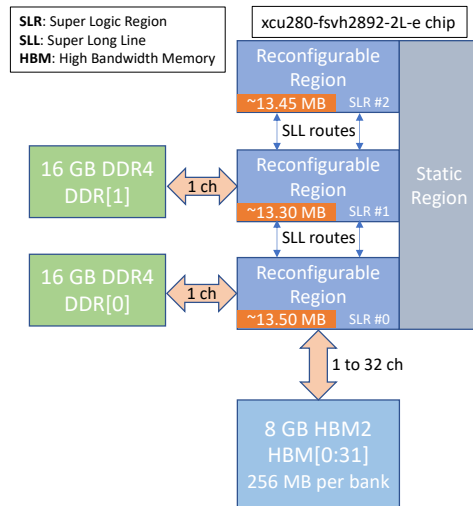 SLR: Super Logic Region
SLL: Super Long Line
HBM: High Bandwidth Memory
xcu280-fsvh2892-2L-e chip
Reconfigurable
Region
~13.45 MB
SLR #2
SLL routes
16 GB DDR4
DDR[1]
1 ch
Reconfigurable
Region
~13.30 MB
SLR #1
Static
Region
SLL routes
16 GB DDR4
DDR[0]
1 ch
Reconfigurable
Region
~13.50 MB
SLR #0
1 to 32 ch
8 GB HBM2
HBM[0:31]
256 MB per bank